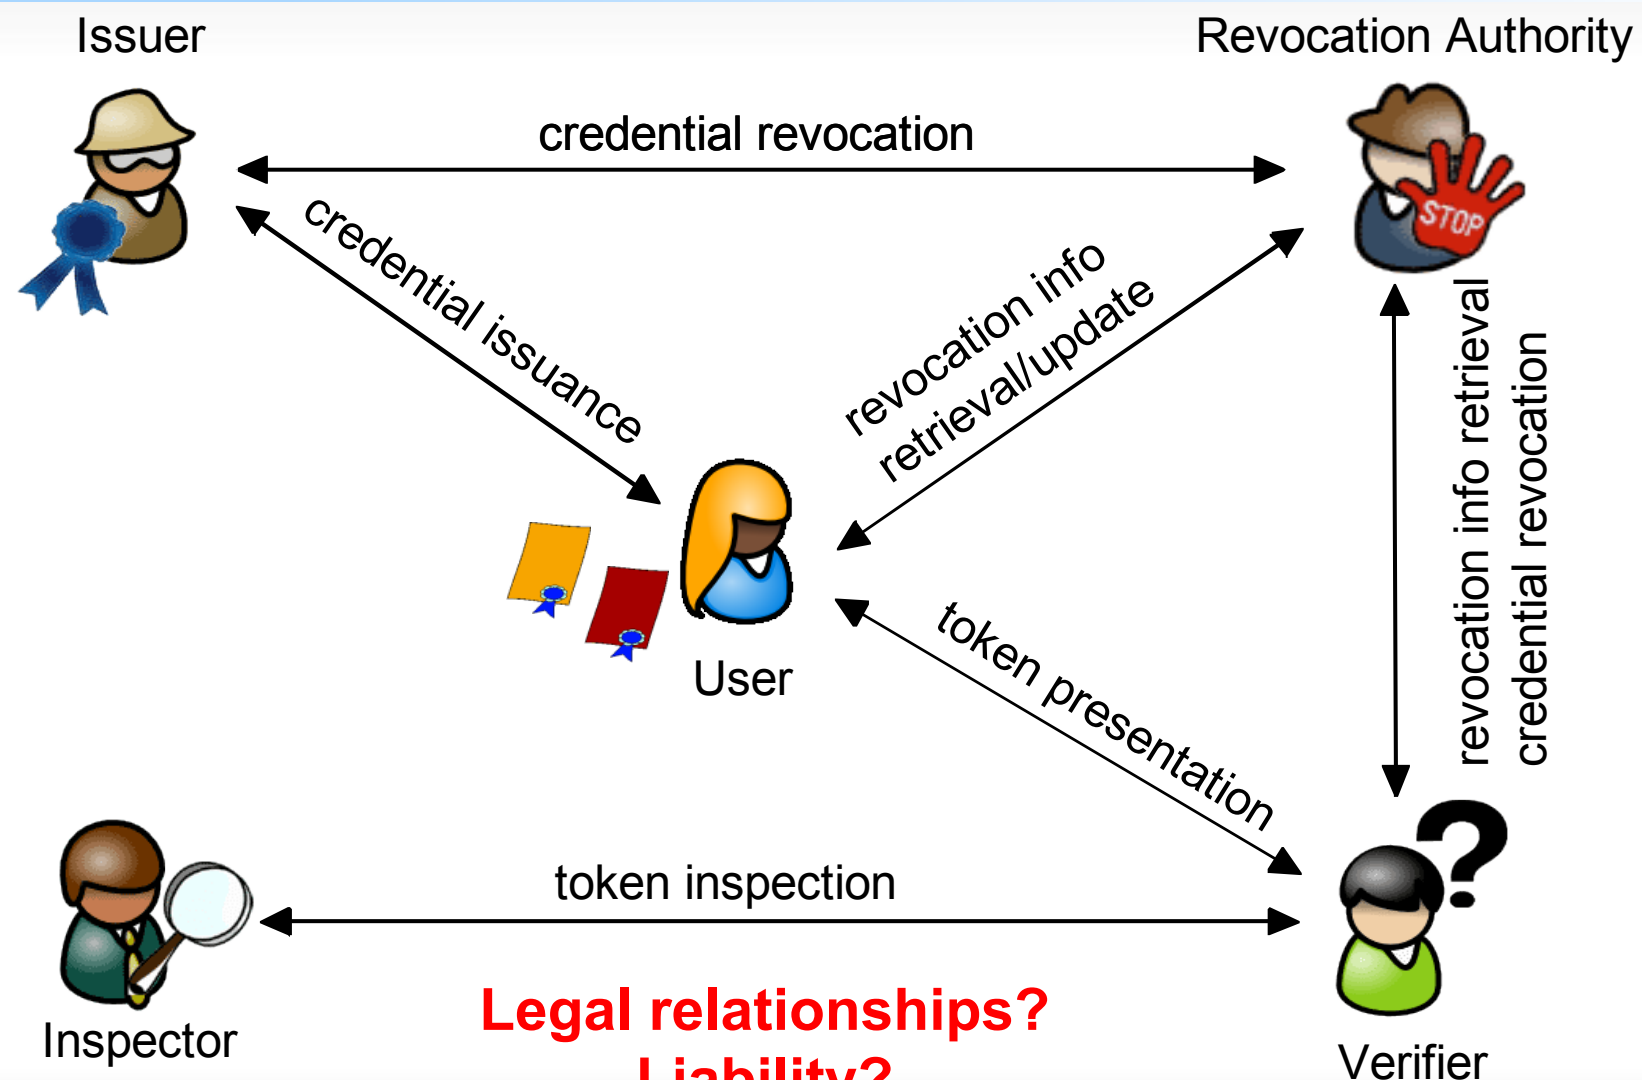 Issuer
Revocation Authority
credential revocation
STOP
credential issuance
revocation info
retrieval/update
revocation info retrieval
credential revocation
User
token presentation
token inspection
Inspector
Legal relationships?
Liability?
Verifier